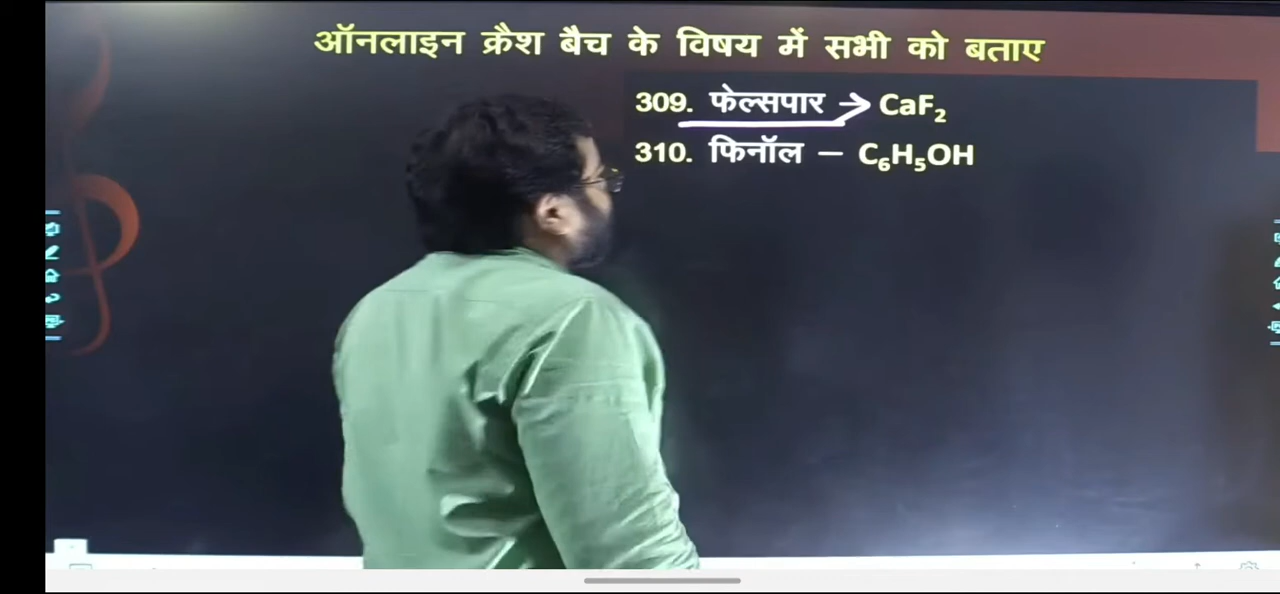 ऑनलाइन क्रैश बैच के विषय में सभी को बताए
309. फेल्सपार → CaF₂
310. फिनॉल – C₆H₅OH